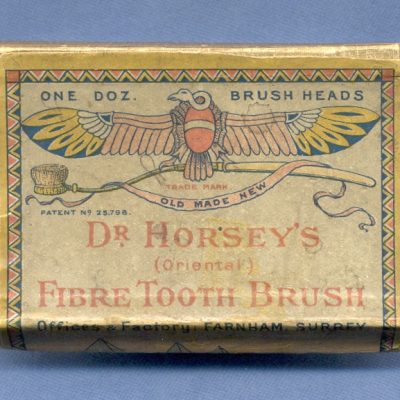 ONE DOZ. BRUSH HEADS
TRADE MARK
OLD MADE NEW
PATENT No 25,798.
DR HORSEY'S
(Oriental)
FIBRE TOOTH BRUSH
Offices & Factory, FARNHAM, SURREY